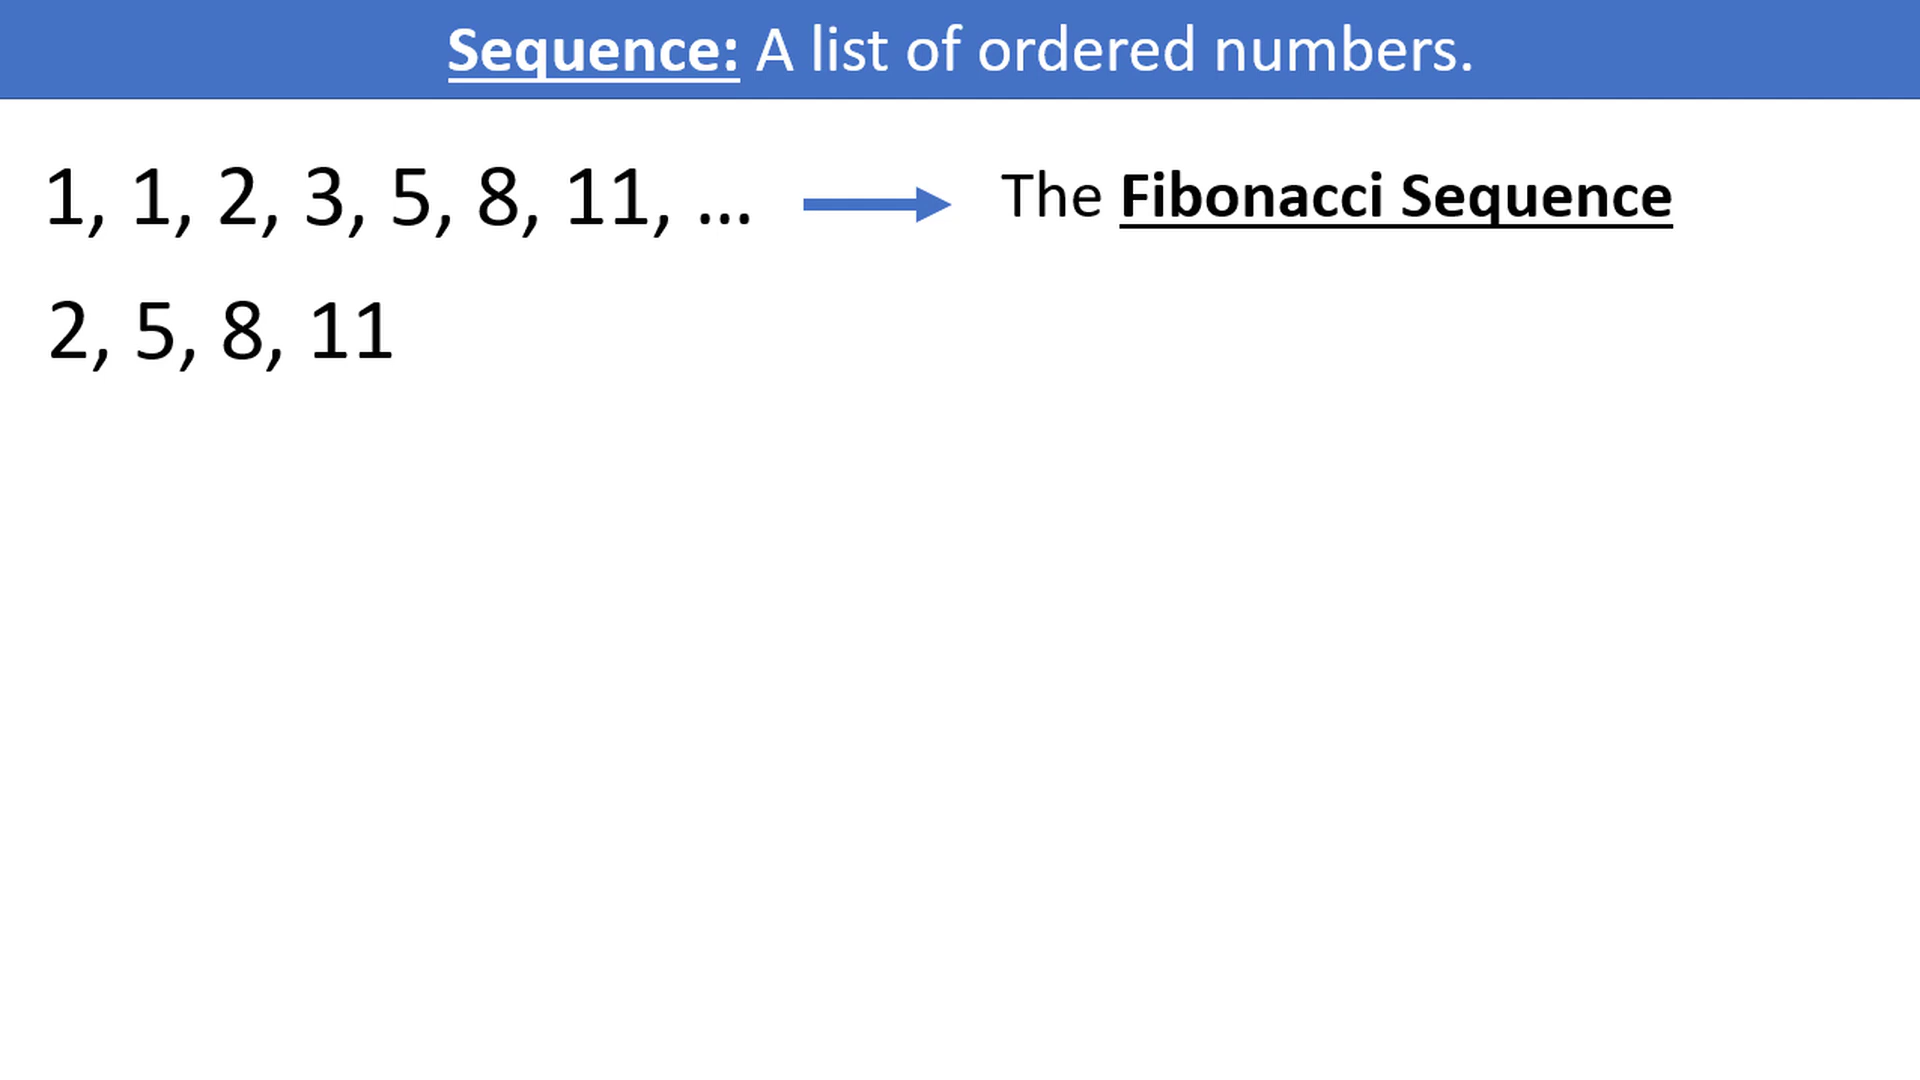 Sequence: A list of ordered numbers.
1, 1, 2, 3, 5, 8, 11, ... The Fibonacci Sequence
2, 5, 8, 11